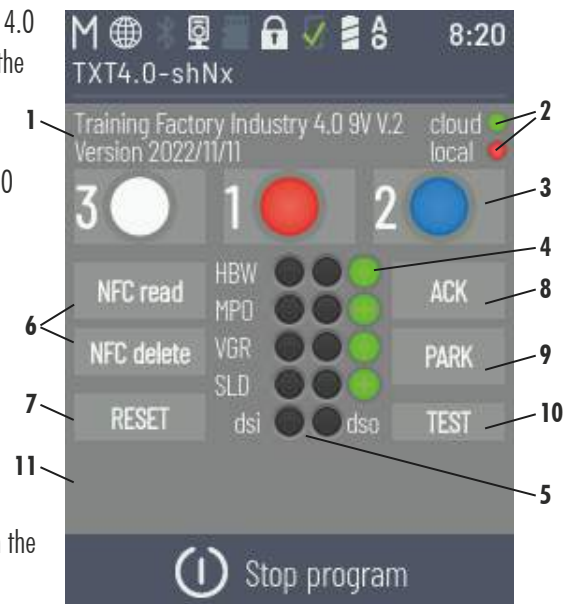 4.0
the
0
the
M 8:20
TXT4.0-shNx
Training Factory Industry 4.0 9V V.2 cloud
Version 2022/11/11 local
3 1 2
NFC read
HBW
MPO
ACK
NFC delete
VGR
SLD
PARK
RESET
dsi dso
TEST
Stop program
1
2
3
4
6
8
9
7
10
11
5